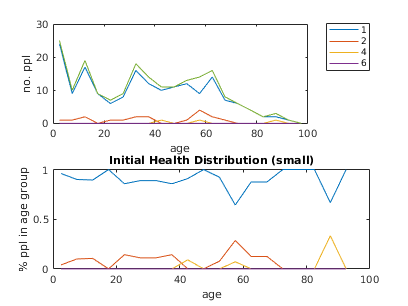 30
20
10
0
no. ppl
0 20 40 60 80 100
age
1
2
4
6
Initial Health Distribution (small)
1
0.5
0
% ppl in age group
0 20 40 60 80 100
age